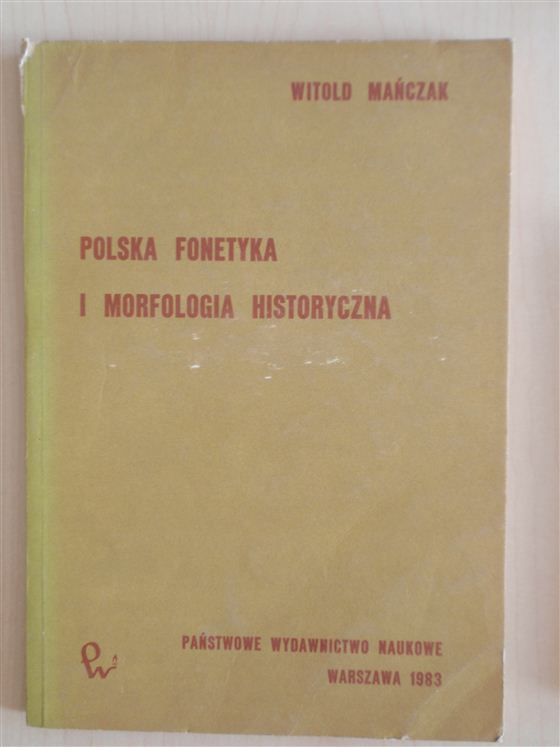 WITOLD MAŃCZAK
POLSKA FONETYKA
I MORFOLOGIA HISTORYCZNA
PAŃSTWOWE WYDAWNICTWO NAUKOWE
WARSZAWA 1983